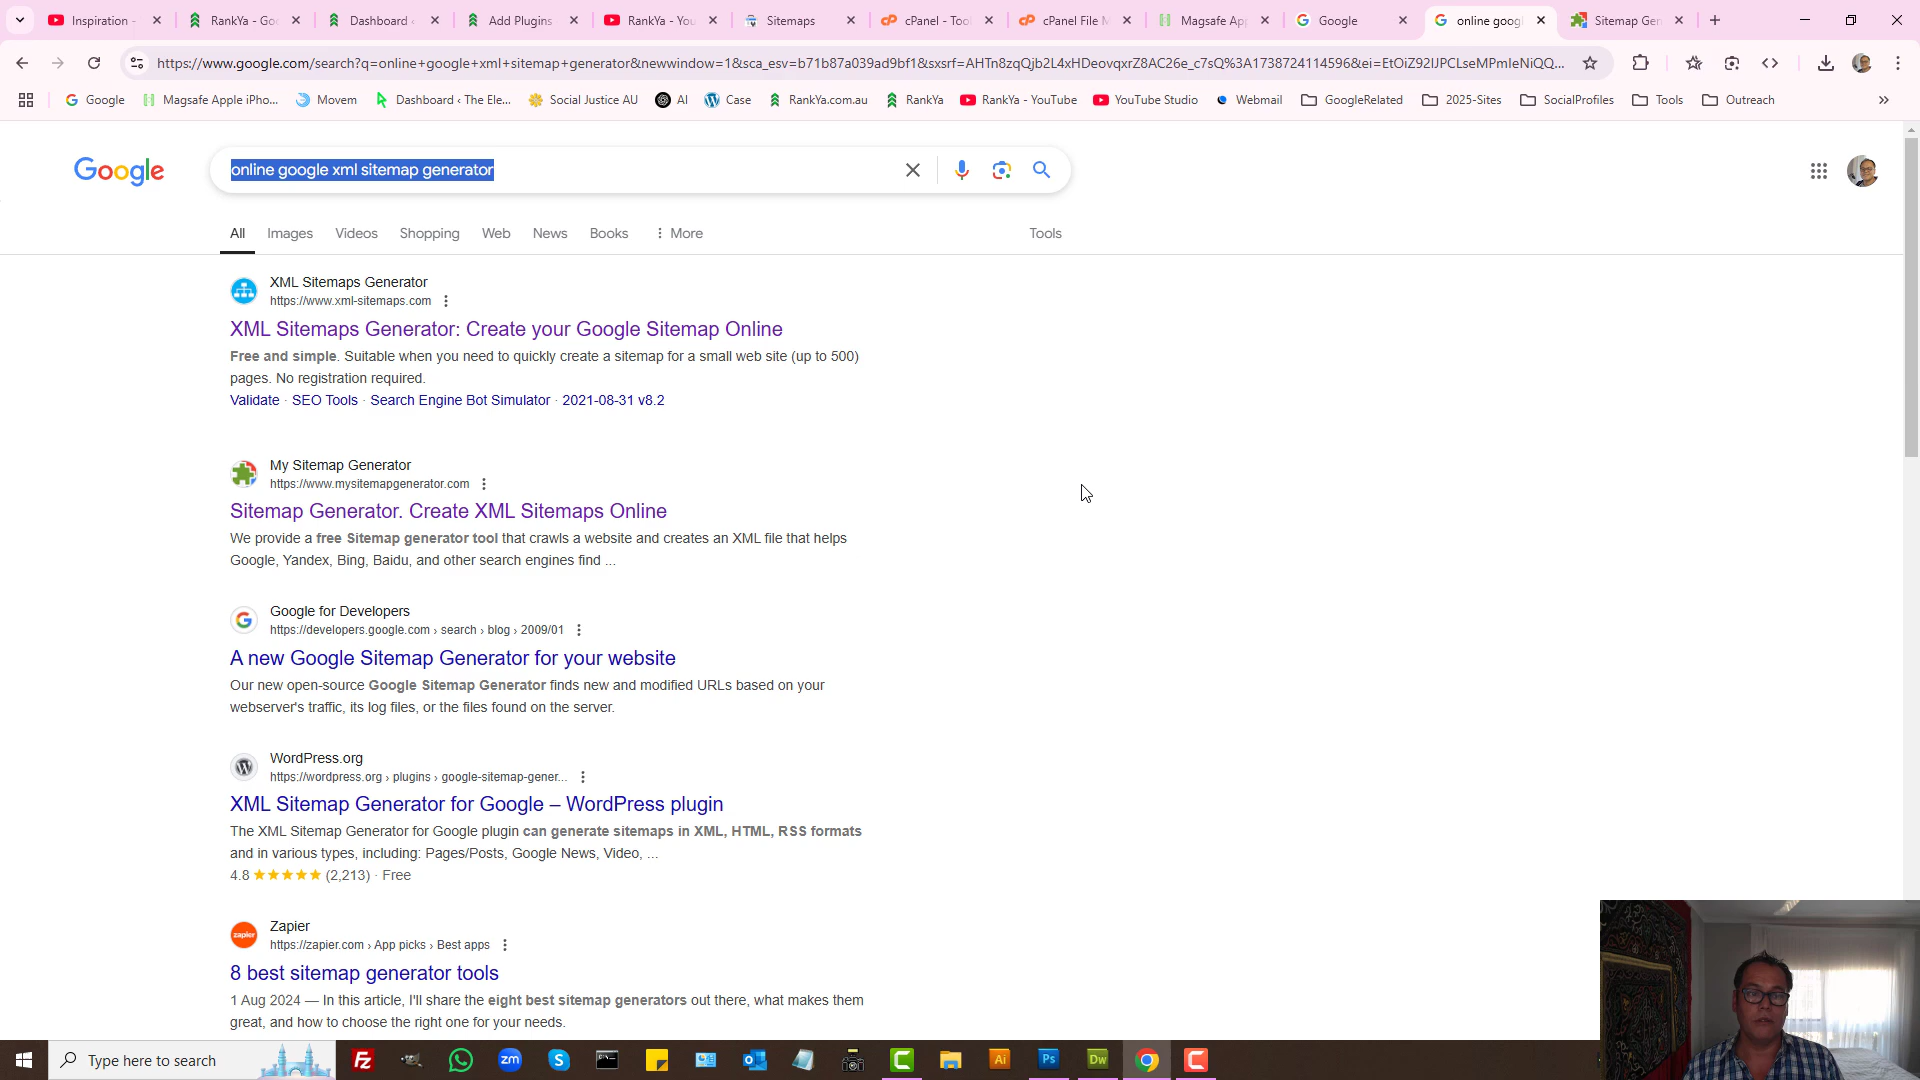 Inspiration -
RankYa - Goo
Dashboard ‹
Add Plugins
RankYa - You
Sitemaps
cPanel - Tool
cPanel File M
Magsafe App
Google
online googl
Sitemap Gen
https://www.google.com/search?q=online+google+xml+sitemap+generator&newwindow=1&sca_esv=b71b87a039ad9bf1&sxsrf=AHTn8zqQjb2L4xHDeovqxrZ8AC26e_c7sQ%3A1738724114596&ei=EtOiZ92IJPCLseMPmIeNiQQ...
Google
Magsafe Apple iPho...
Movem
Dashboard ‹ The Ele...
Social Justice AU
AI
Case
RankYa.com.au
RankYa
RankYa - YouTube
YouTube Studio
Webmail
GoogleRelated
2025-Sites
SocialProfiles
Tools
Outreach
Google
online google xml sitemap generator
All
Images
Videos
Shopping
Web
News
Books
More
Tools
XML Sitemaps Generator
https://www.xml-sitemaps.com
XML Sitemaps Generator: Create your Google Sitemap Online
Free and simple. Suitable when you need to quickly create a sitemap for a small web site (up to 500)
pages. No registration required.
Validate · SEO Tools · Search Engine Bot Simulator · 2021-08-31 v8.2
My Sitemap Generator
https://www.mysitemapgenerator.com
Sitemap Generator. Create XML Sitemaps Online
We provide a free Sitemap generator tool that crawls a website and creates an XML file that helps
Google, Yandex, Bing, Baidu, and other search engines find ...
Google for Developers
https://developers.google.com › search › blog › 2009/01
A new Google Sitemap Generator for your website
Our new open-source Google Sitemap Generator finds new and modified URLs based on your
webserver's traffic, its log files, or the files found on the server.
WordPress.org
https://wordpress.org › plugins › google-sitemap-gener...
XML Sitemap Generator for Google – WordPress plugin
The XML Sitemap Generator for Google plugin can generate sitemaps in XML, HTML, RSS formats
and in various types, including: Pages/Posts, Google News, Video, ...
4.8 ★★★★★ (2,213) · Free
zapier
Zapier
https://zapier.com › App picks › Best apps
8 best sitemap generator tools
1 Aug 2024 — In this article, I'll share the eight best sitemap generators out there, what makes them
great, and how to choose the right one for your needs.
Type here to search
Fz
zm
S
Ai
Ps
Dw